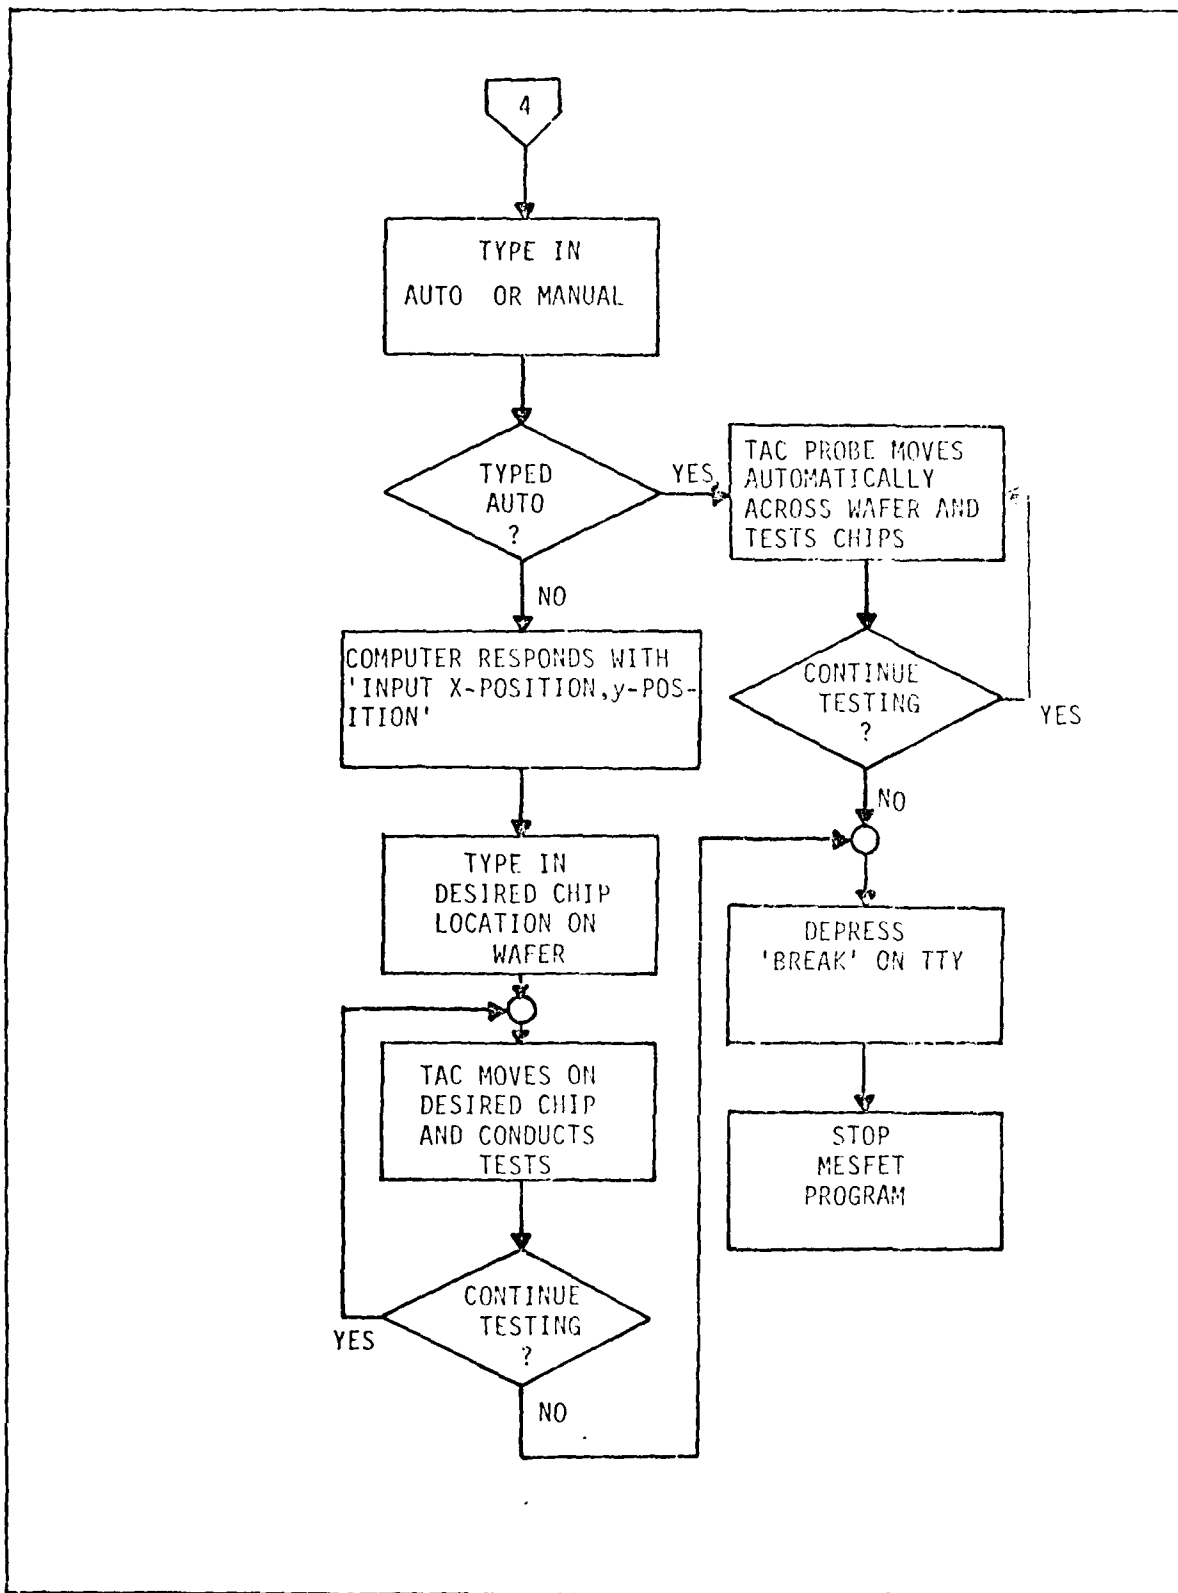 4
TYPE IN
AUTO OR MANUAL
TYPED
AUTO
?
YES
TAC PROBE MOVES
AUTOMATICALLY
ACROSS WAFER AND
TESTS CHIPS
NO
COMPUTER RESPONDS WITH
'INPUT X-POSITION,y-POS-
ITION'
CONTINUE
TESTING
?
YES
NO
TYPE IN
DESIRED CHIP
LOCATION ON
WAFER
DEPRESS
'BREAK' ON TTY
TAC MOVES ON
DESIRED CHIP
AND CONDUCTS
TESTS
STOP
MESFET
PROGRAM
CONTINUE
TESTING
?
YES
NO